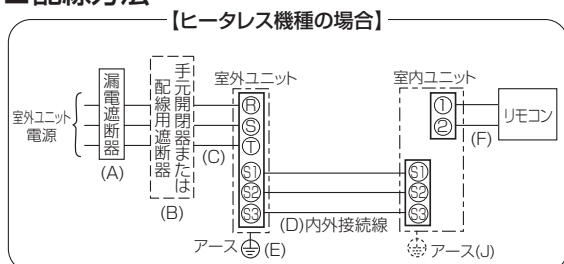 ■配線方法
【ヒータレス機種の場合】
室外ユニット
電源
漏電遮断器
(A)
手元開閉器または
配線用遮断器
(B)
(C)
室外ユニット
R
S
T
S1
S2
S3
アース
(E)
(D)内外接続線
室内ユニット
①
②
S1
S2
S3
アース(J)
(F)
リモコン